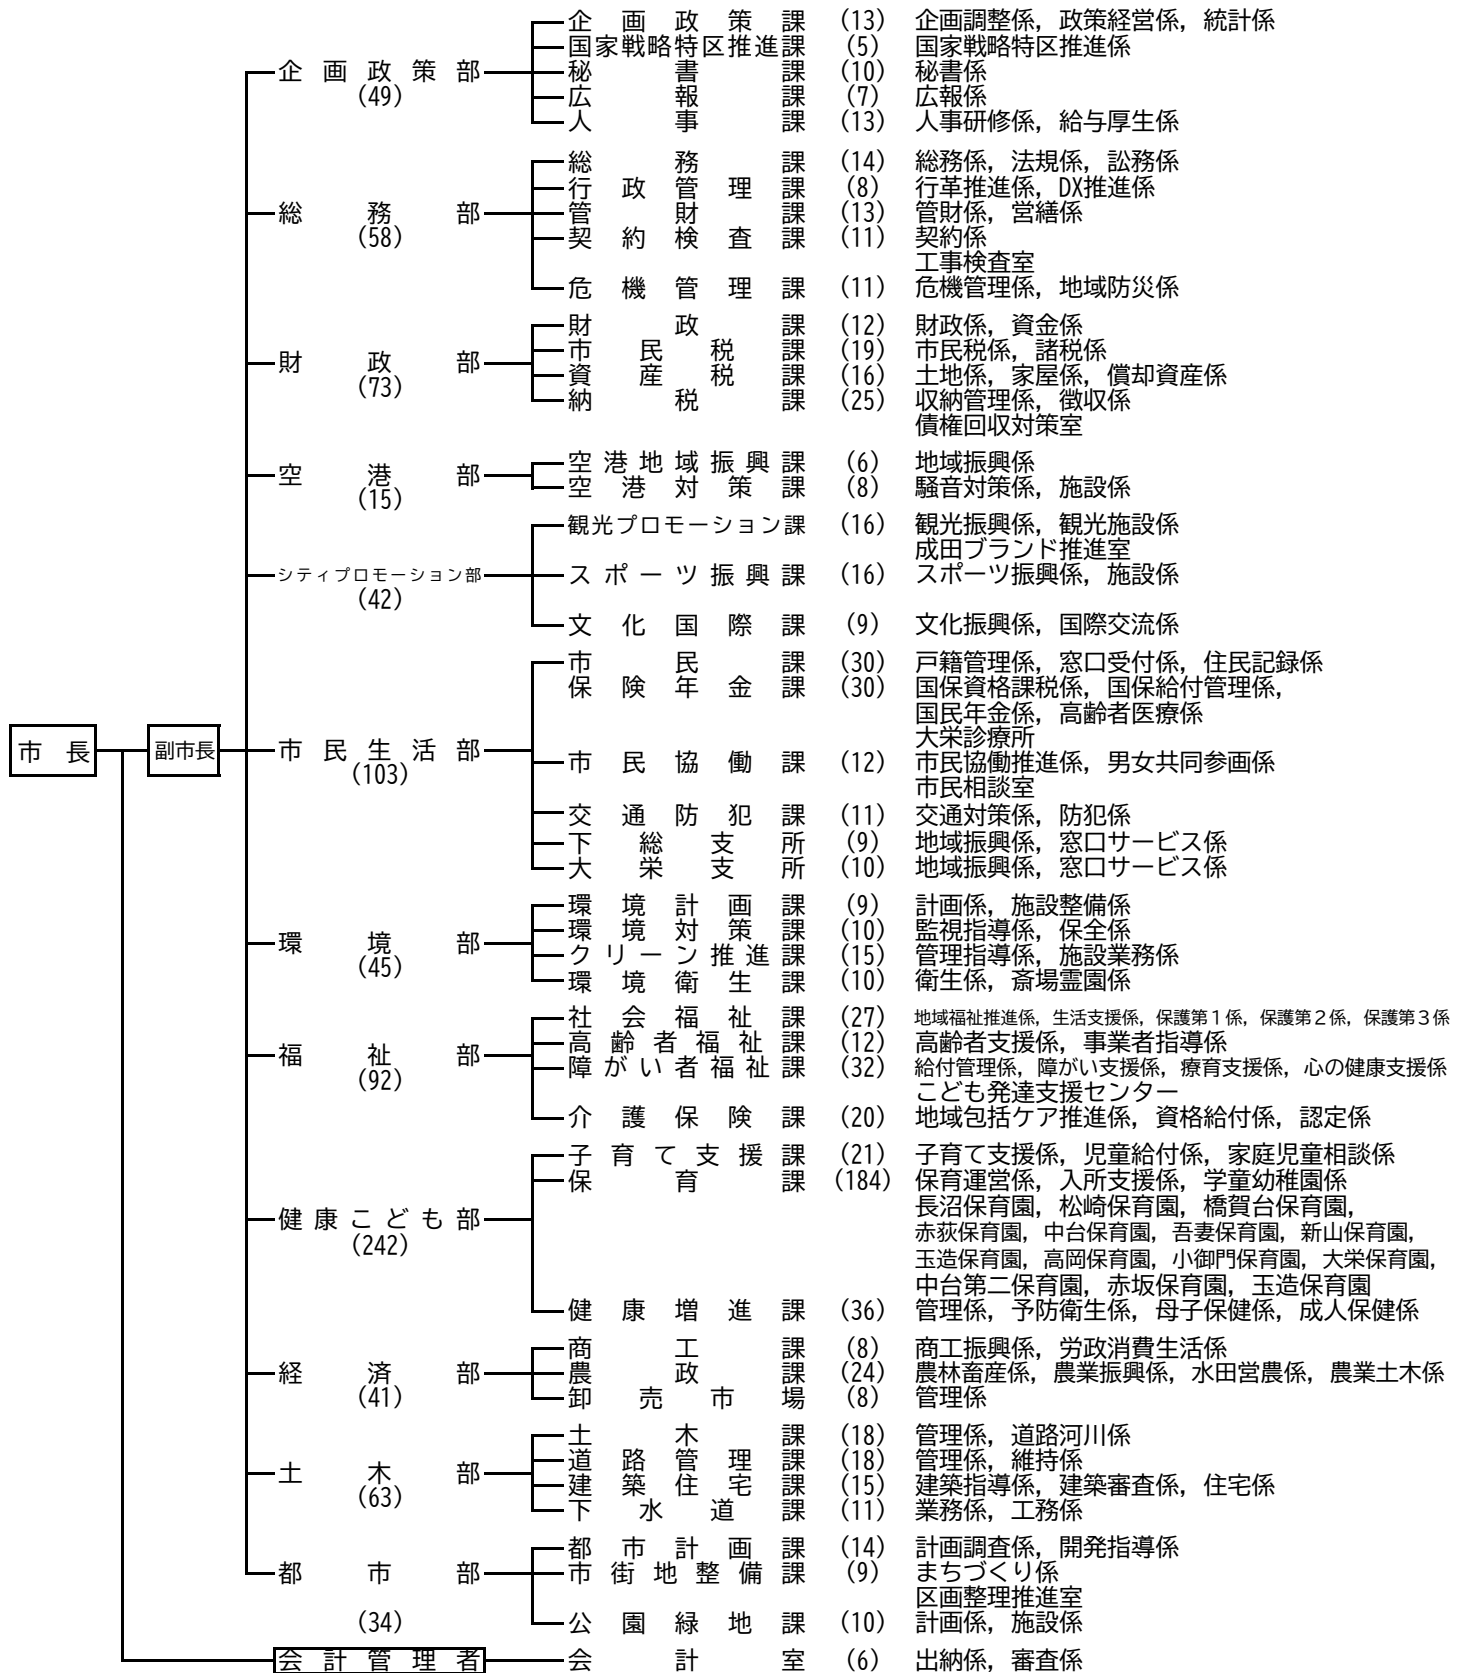 企画政策課 (13) 企画調整係，政策経営係，統計係
国家戦略特区推進課 (5) 国家戦略特区推進係
企画政策部 秘書課 (10) 秘書係
(49) 広報課 (7) 広報係
人事課 (13) 人事研修係，給与厚生係
総務課 (14) 総務係，法規係，訟務係
行政管理課 (8) 行革推進係，DX推進係
総務部 管財課 (13) 管財係，営繕係
(58) 契約検査課 (11) 契約係
工事検査室
危機管理課 (11) 危機管理係，地域防災係
財政課 (12) 財政係，資金係
財政部 市民税課 (19) 市民税係，諸税係
(73) 資産税課 (16) 土地係，家屋係，償却資産係
納税課 (25) 収納管理係，徴収係
債権回収対策室
空港部 空港地域振興課 (6) 地域振興係
(15) 空港対策課 (8) 騒音対策係，施設係
観光プロモーション課 (16) 観光振興係，観光施設係
成田ブランド推進室
シティプロモーション部 スポーツ振興課 (16) スポーツ振興係，施設係
(42)
文化国際課 (9) 文化振興係，国際交流係
市民課 (30) 戸籍管理係，窓口受付係，住民記録係
保険年金課 (30) 国保資格課税係，国保給付管理係，
国民年金係，高齢者医療係
大栄診療所
市長 副市長 市民生活部
(103) 市民協働課 (12) 市民協働推進係，男女共同参画係
市民相談室
交通防犯課 (11) 交通対策係，防犯係
下総支所 (9) 地域振興係，窓口サービス係
大栄支所 (10) 地域振興係，窓口サービス係
環境計画課 (9) 計画係，施設整備係
環境対策課 (10) 監視指導係，保全係
環境部 クリーン推進課 (15) 管理指導係，施設業務係
(45) 環境衛生課 (10) 衛生係，斎場霊園係
社会福祉課 (27) 地域福祉推進係，生活支援係，保護第１係，保護第２係，保護第３係
福祉部 高齢者福祉課 (12) 高齢者支援係，事業者指導係
(92) 障がい者福祉課 (32) 給付管理係，障がい支援係，療育支援係，心の健康支援係
こども発達支援センター
介護保険課 (20) 地域包括ケア推進係，資格給付係，認定係
子育て支援課 (21) 子育て支援係，児童給付係，家庭児童相談係
保育課 (184) 保育運営係，入所支援係，学童幼稚園係
長沼保育園，松崎保育園，橋賀台保育園，
健康こども部 赤荻保育園，中台保育園，吾妻保育園，新山保育園，
(242) 玉造保育園，高岡保育園，小御門保育園，大栄保育園，
中台第二保育園，赤坂保育園，玉造保育園
健康増進課 (36) 管理係，予防衛生係，母子保健係，成人保健係
商工課 (8) 商工振興係，労政消費生活係
経済部 農政課 (24) 農林畜産係，農業振興係，水田営農係，農業土木係
(41) 卸売市場 (8) 管理係
土木課 (18) 管理係，道路河川係
土木部 道路管理課 (18) 管理係，維持係
(63) 建築住宅課 (15) 建築指導係，建築審査係，住宅係
下水道課 (11) 業務係，工務係
都市計画課 (14) 計画調査係，開発指導係
都市部 市街地整備課 (9) まちづくり係
区画整理推進室
(34) 公園緑地課 (10) 計画係，施設係
会計管理者 会計室 (6) 出納係，審査係